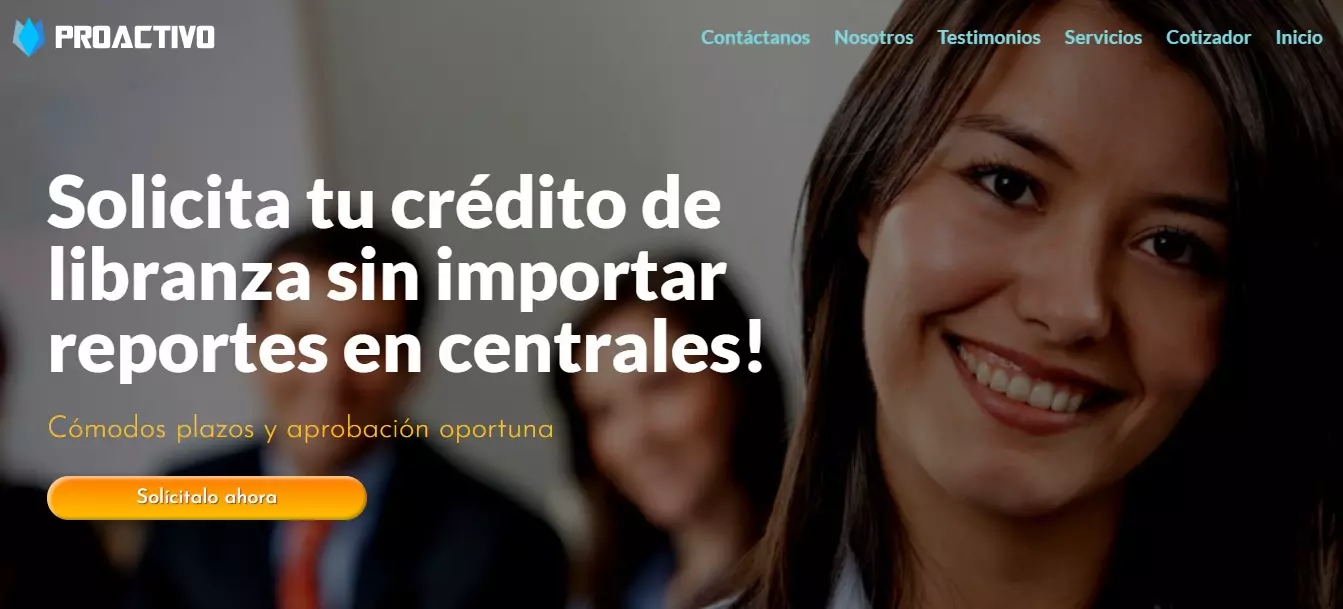 PROACTIVO
Contáctanos Nosotros Testimonios Servicios Cotizador Inicio
Solicita tu crédito de
libranza sin importar
reportes en centrales!
Cómodos plazos y aprobación oportuna
Solícitalo ahora